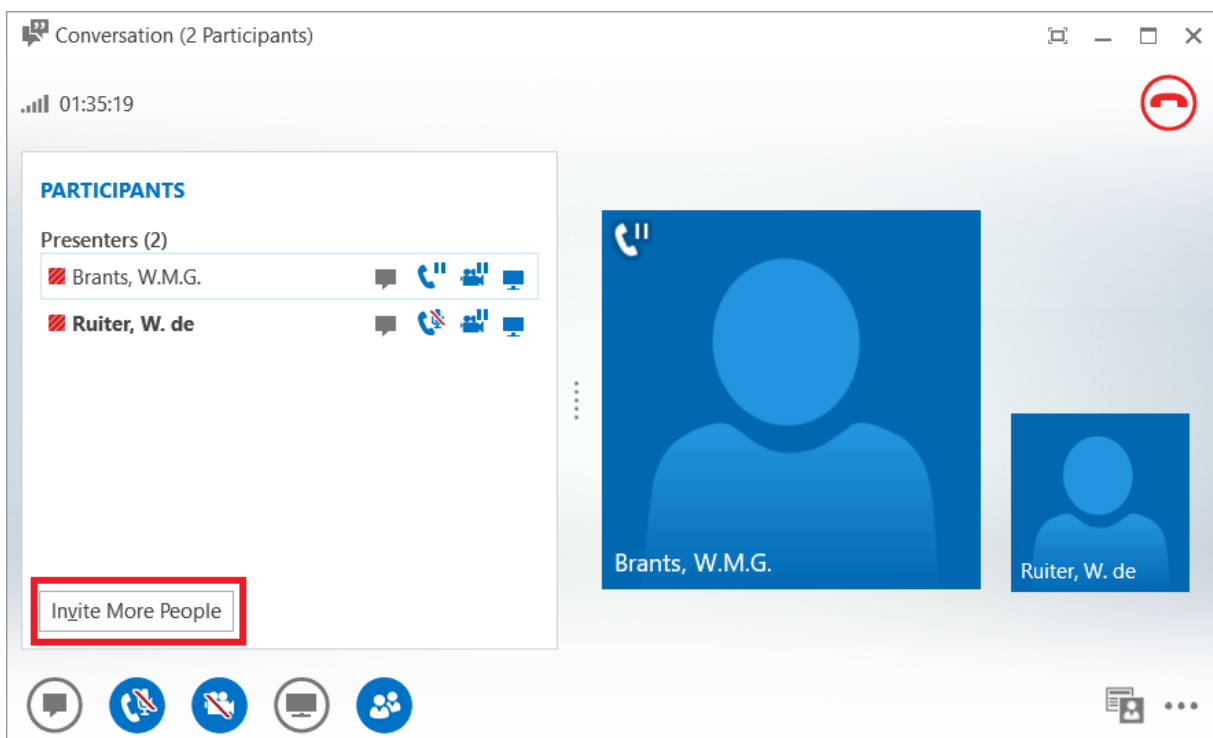 Conversation (2 Participants)
01:35:19
PARTICIPANTS
Presenters (2)
Brants, W.M.G.
Ruiter, W. de
Invite More People
Brants, W.M.G.
Ruiter, W. de